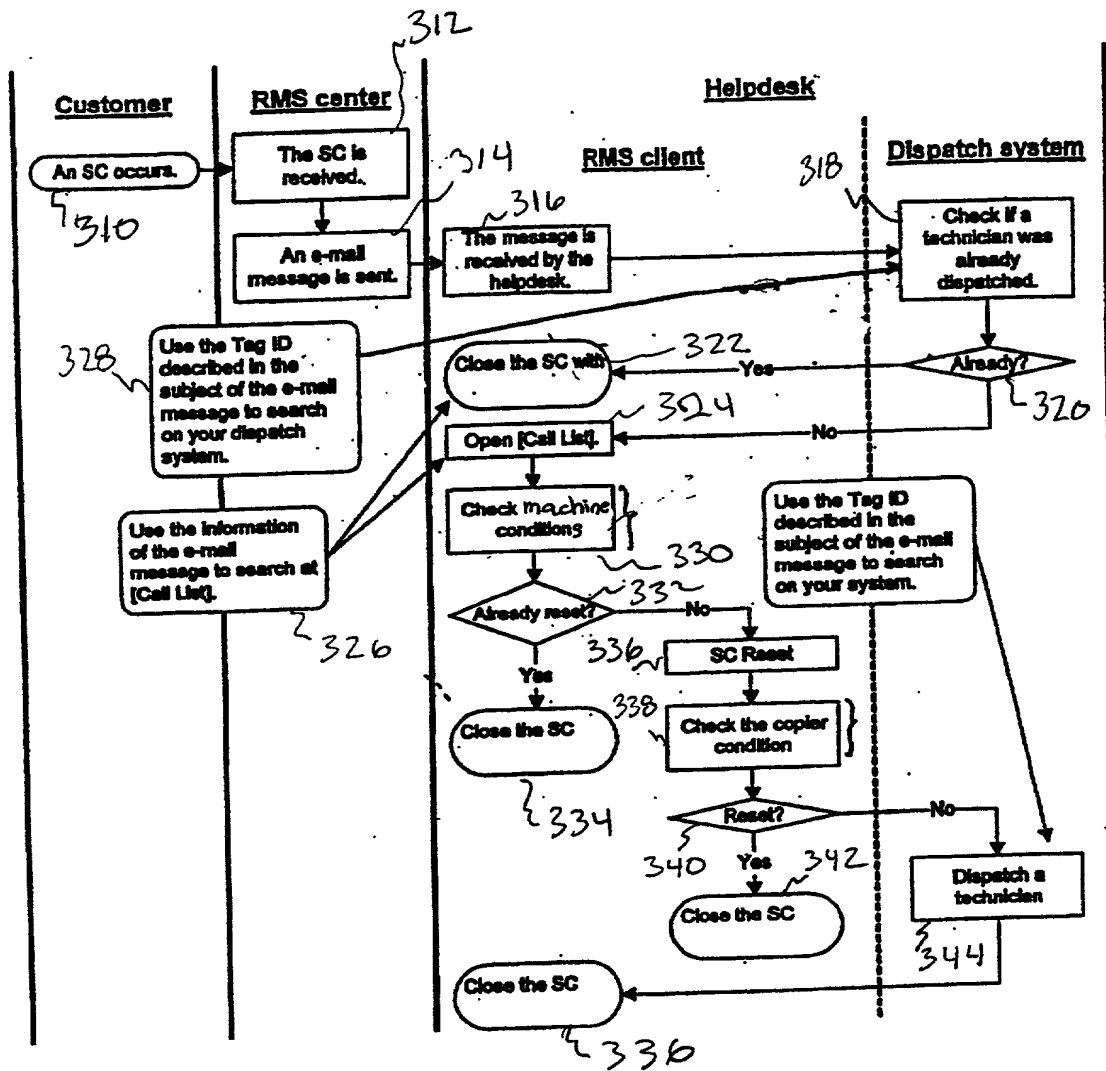 312
Customer
RMS center
Helpdesk
An SC occurs.
310
The SC is
received.
314
An e-mail
message is sent.
RMS client
Dispatch system
316
The message is
received by the
helpdesk.
318
Check if a
technician was
already
dispatched.
328
Use the Tag ID
described in the
subject of the e-mail
message to search
on your dispatch
system.
Close the SC with
322
Yes
Already?
320
324
Open [Call List].
No
Use the information
of the e-mail
message to search at
[Call List].
326
Check machine
conditions
330
Use the Tag ID
described in the
subject of the e-mail
message to search
on your system.
Already reset?
332
No
Yes
336
SC Reset
Close the SC
334
338
Check the copier
condition
Reset?
340
No
Yes
342
Close the SC
Dispatch a
technician
344
Close the SC
336